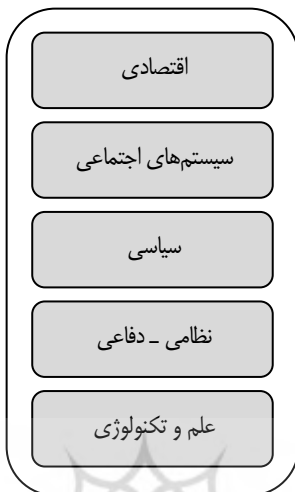 اقتصادی
سیستم‌های اجتماعی
سیاسی
نظامی ـ دفاعی
علم و تکنولوژی